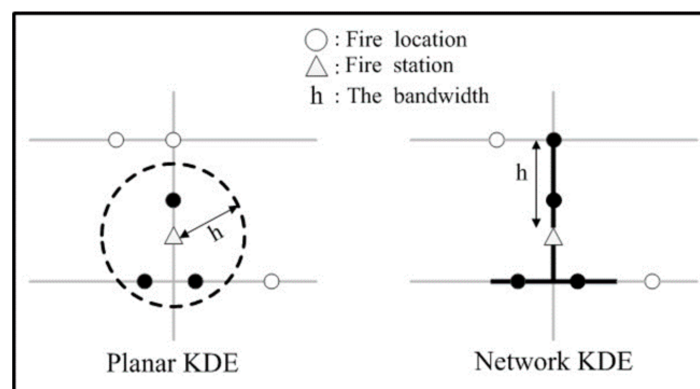 : Fire location
: Fire station
h : The bandwidth
h
h
Planar KDE
Network KDE